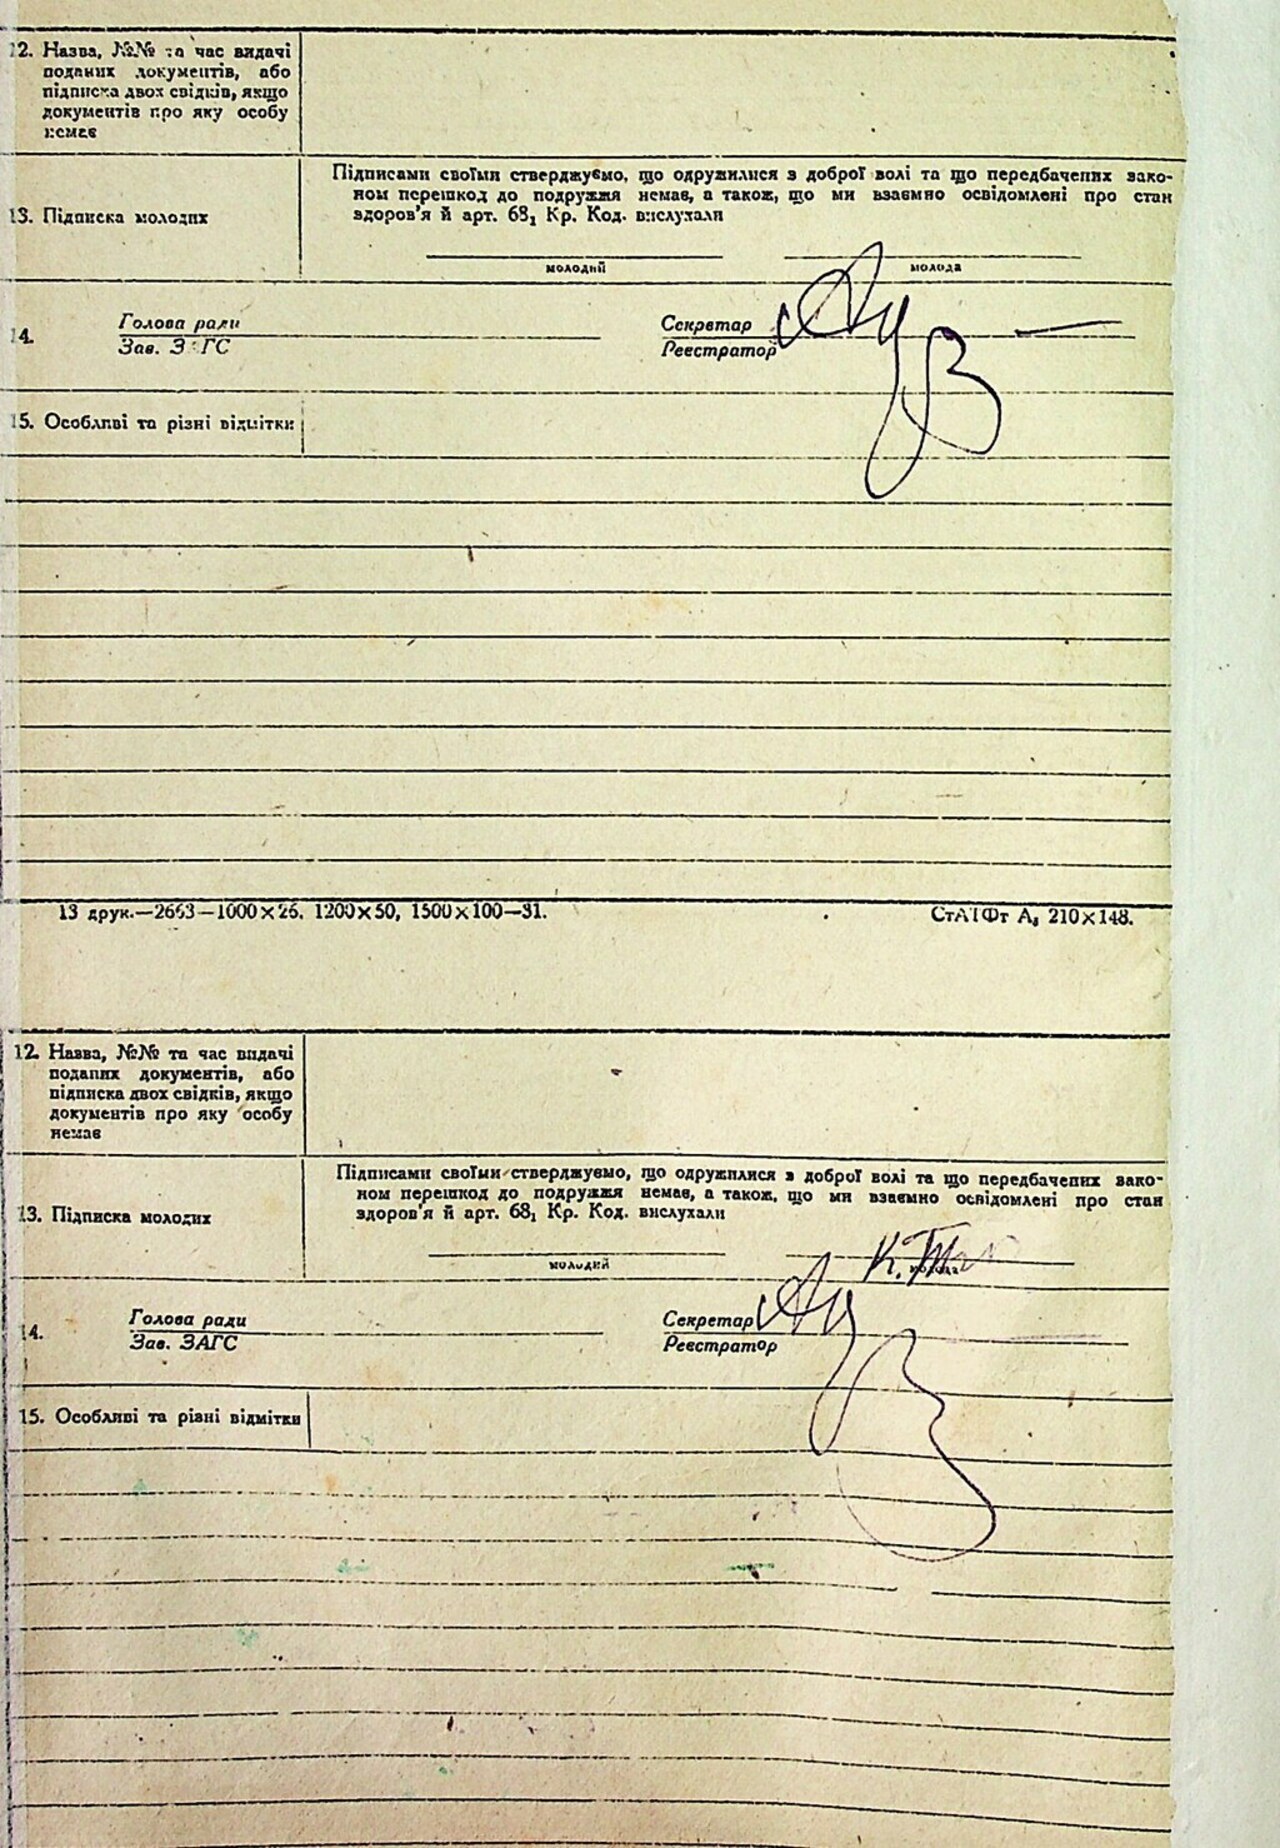 12. Назва, №№ та час видачі
поданих документів, або
підписка двох свідків, якщо
документів про яку особу
немає
Підписами своїми стверджуємо, що одружилися з доброї волі та що передбачених зако-
ном перешкод до подружжя немає, а також, що ми взаємно освідомлені про стан
здоров'я й арт. 68₁ Кр. Код. вислухали
13. Підписка молодих
молодий молода
14. Голова ради Секретар
Зав. ЗАГС Реєстратор
15. Особливі та різні відмітки
13 друк.—2663—1000×26. 1200×50, 1500×100—31. СтАТФт А₅ 210×148.
12. Назва, №№ та час видачі
поданих документів, або
підписка двох свідків, якщо
документів про яку особу
немає
Підписами своїми стверджуємо, що одружилися з доброї волі та що передбачених зако-
ном перешкод до подружжя немає, а також, що ми взаємно освідомлені про стан
здоров'я й арт. 68₁ Кр. Код. вислухали
13. Підписка молодих
молодий молода
14. Голова ради Секретар
Зав. ЗАГС Реєстратор
15. Особливі та різні відмітки